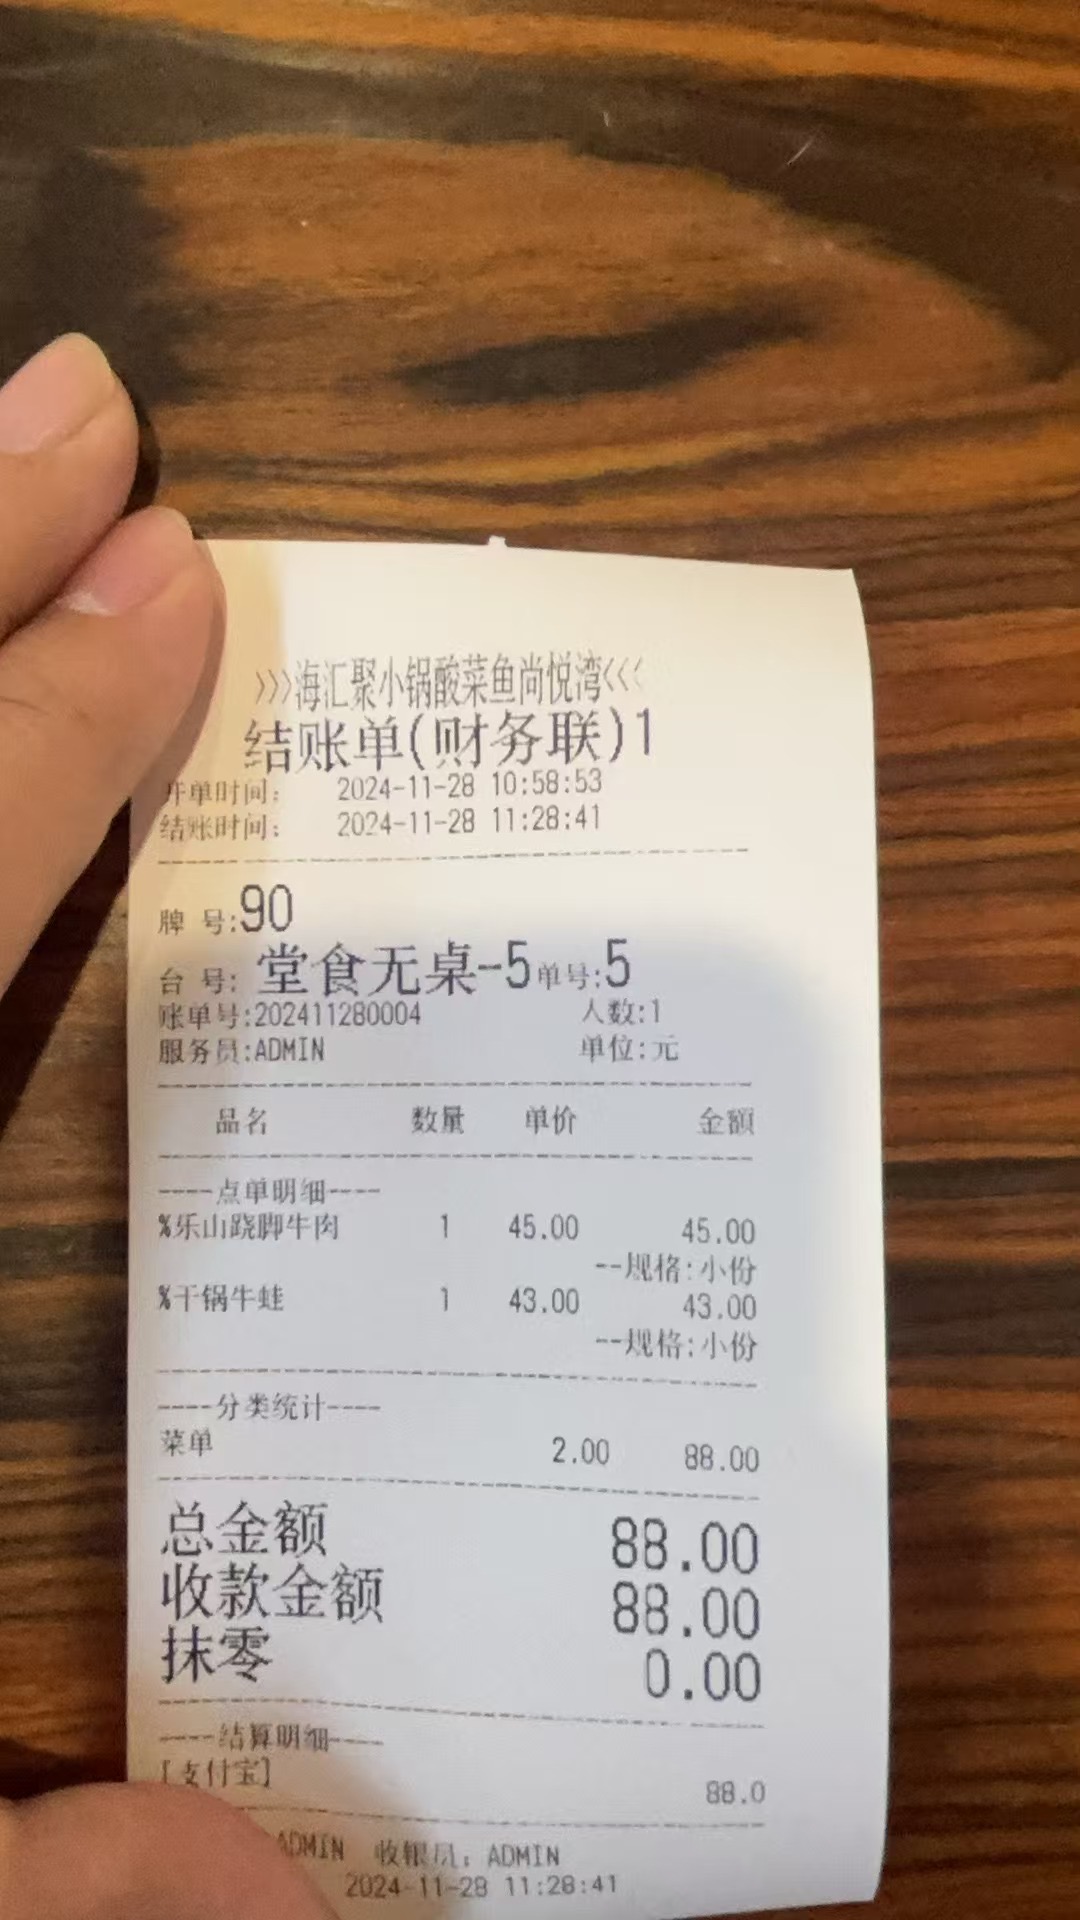 >>>海汇聚小锅酸菜鱼尚悦湾<<<
结账单(财务联)1
开单时间: 2024-11-28 10:58:53
结账时间: 2024-11-28 11:28:41
牌 号:90
台 号: 堂食无桌-5单号:5
账单号:202411280004 人数:1
服务员:ADMIN 单位:元
品名 数量 单价 金额
----点单明细----
%乐山跷脚牛肉 1 45.00 45.00
--规格:小份
%干锅牛蛙 1 43.00 43.00
--规格:小份
----分类统计----
菜单 2.00 88.00
总金额 88.00
收款金额 88.00
抹零 0.00
----结算明细----
[支付宝] 88.0
ADMIN 收银员: ADMIN
2024-11-28 11:28:41